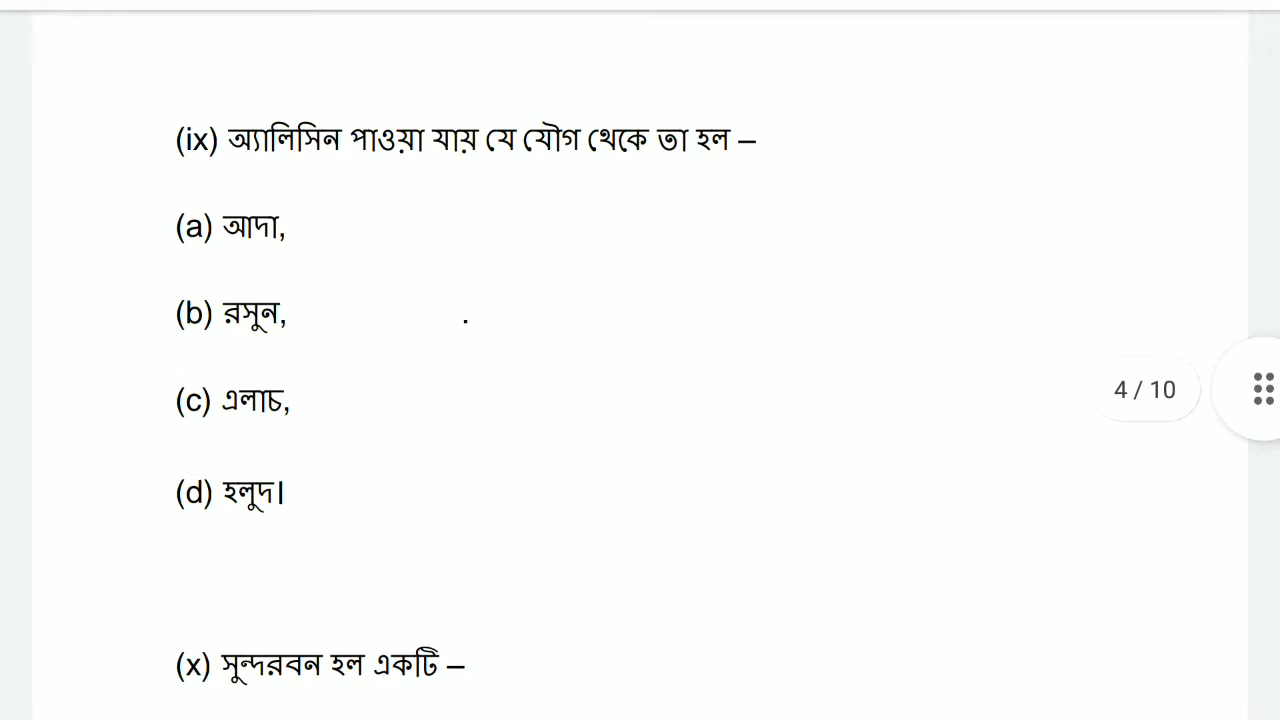 (ix) অ্যালিসিন পাওয়া যায় যে যৌগ থেকে তা হল –
(a) আদা,
(b) রসুন, .
(c) এলাচ,
4 / 10
(d) হলুদ।
(x) সুন্দরবন হল একটি –